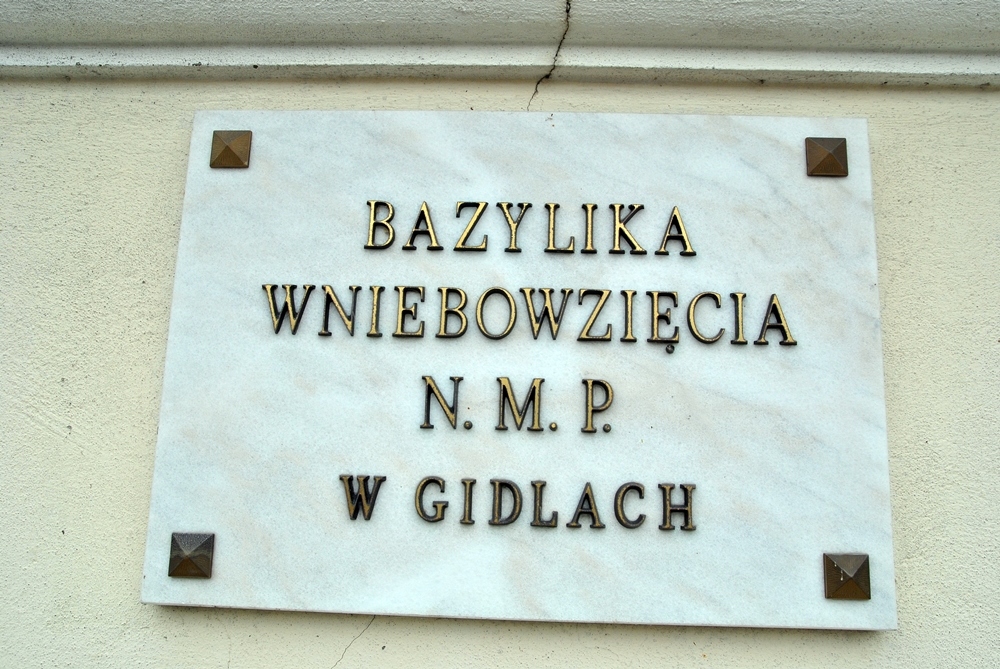 BAZYLIKA
WNIEBOWZIĘCIA
N. M. P.
W GIDLACH